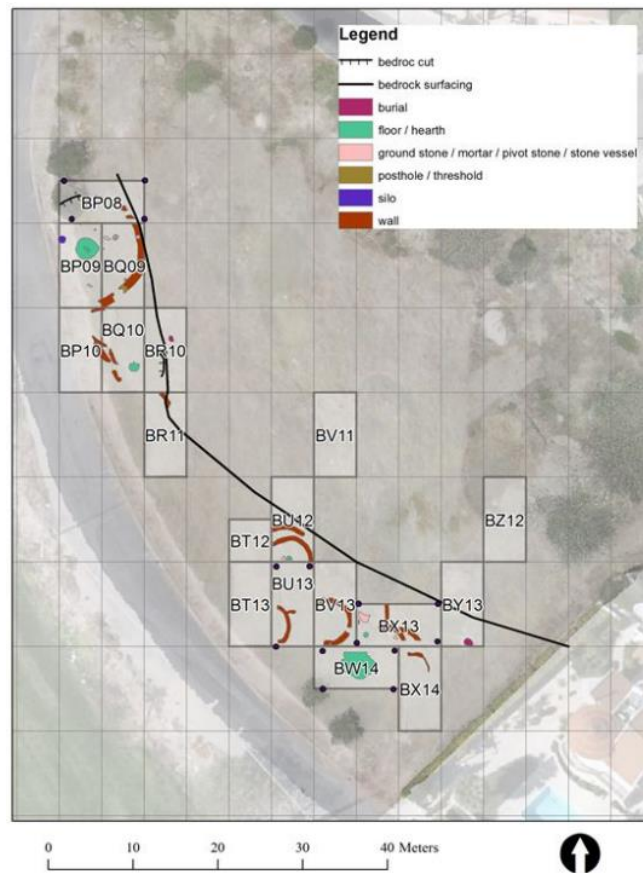 Legend
bedroc cut
bedrock surfacing
burial
floor / hearth
ground stone / mortar / pivot stone / stone vessel
posthole / threshold
silo
wall
BP08
BP09 BQ09
BP10 BQ10 BR10
BR11 BV11
BT12 BU12 BZ12
BT13 BU13 BV13 BX13 BY13
BW14 BX14
0 10 20 40 Meters